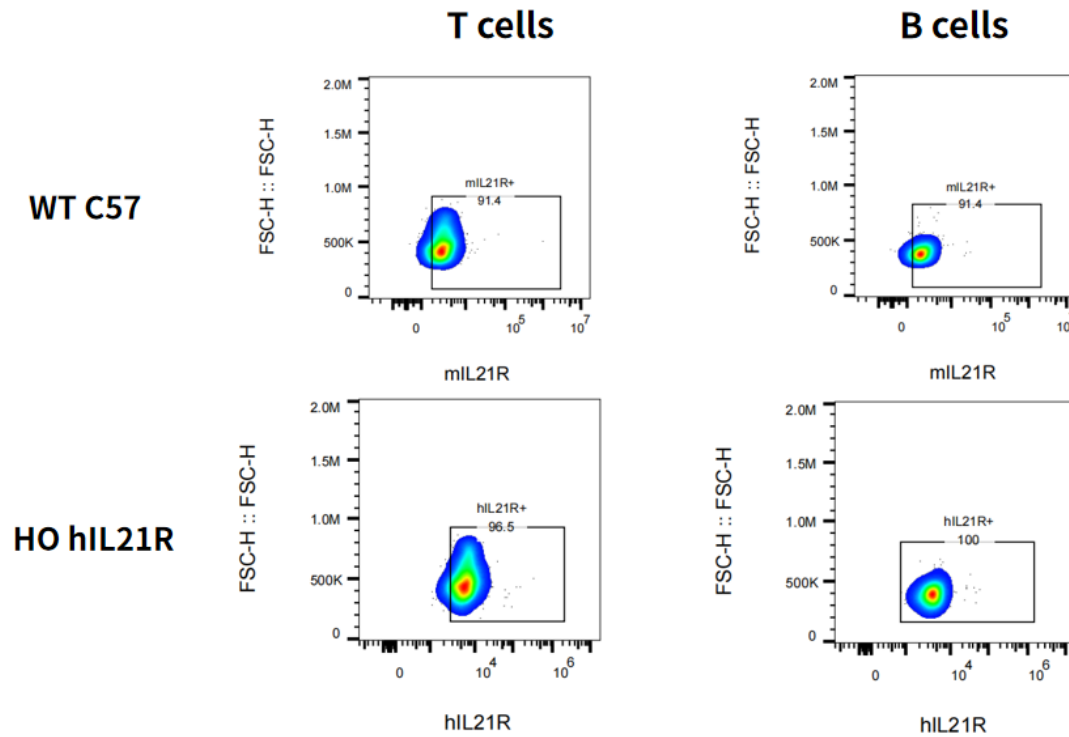 T cells
B cells
WT C57
FSC-H :: FSC-H
2.0M
1.5M
1.0M
500K
0
mIL21R+
91.4
0
10^5
10^7
mIL21R
FSC-H :: FSC-H
2.0M
1.5M
1.0M
500K
0
mIL21R+
91.4
0
10^5
mIL21R
HO hIL21R
FSC-H :: FSC-H
2.0M
1.5M
1.0M
500K
0
hIL21R+
96.5
0
10^4
10^6
hIL21R
FSC-H :: FSC-H
2.0M
1.5M
1.0M
500K
0
hIL21R+
100
0
10^4
10^6
hIL21R